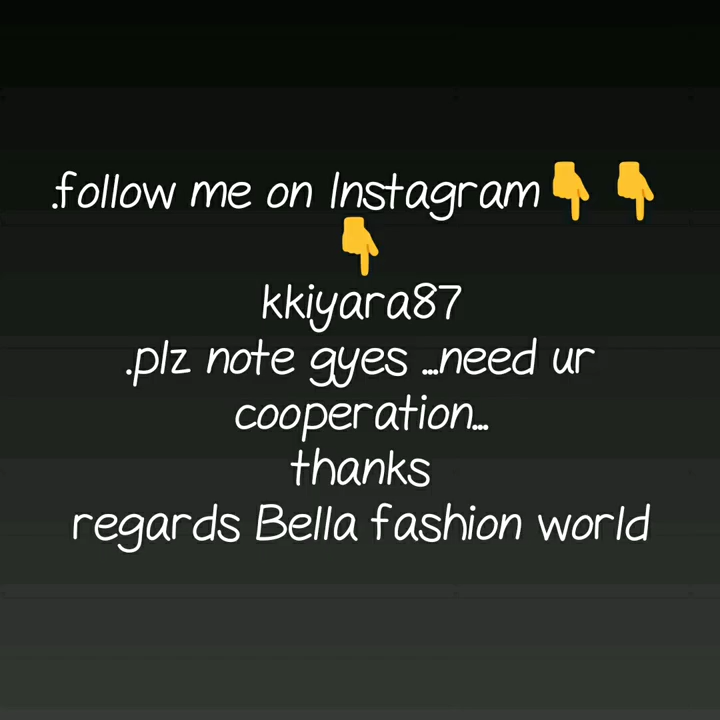 .follow me on Instagram👇👇
👇
kkiyara87
.plz note gyes ...need ur
cooperation...
thanks
regards Bella fashion world